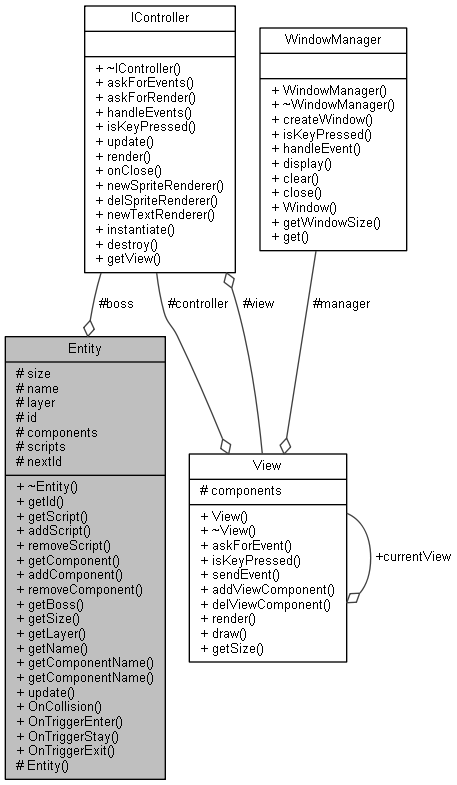 IController
+ ~IController()
+ askForEvents()
+ askForRender()
+ handleEvents()
+ isKeyPressed()
+ update()
+ render()
+ onClose()
+ newSpriteRenderer()
+ delSpriteRenderer()
+ newTextRenderer()
+ instantiate()
+ destroy()
+ getView()
WindowManager
+ WindowManager()
+ ~WindowManager()
+ createWindow()
+ isKeyPressed()
+ handleEvent()
+ display()
+ clear()
+ close()
+ Window()
+ getWindowSize()
+ get()
#boss
#controller
#view
#manager
Entity
# size
# name
# layer
# id
# components
# scripts
# nextId
+ ~Entity()
+ getId()
+ getScript()
+ addScript()
+ removeScript()
+ getComponent()
+ addComponent()
+ removeComponent()
+ getBoss()
+ getSize()
+ getLayer()
+ getName()
+ getComponentName()
+ getComponentName()
+ update()
+ OnCollision()
+ OnTriggerEnter()
+ OnTriggerStay()
+ OnTriggerExit()
# Entity()
View
# components
+ View()
+ ~View()
+ askForEvent()
+ isKeyPressed()
+ sendEvent()
+ addViewComponent()
+ delViewComponent()
+ render()
+ draw()
+ getSize()
+currentView